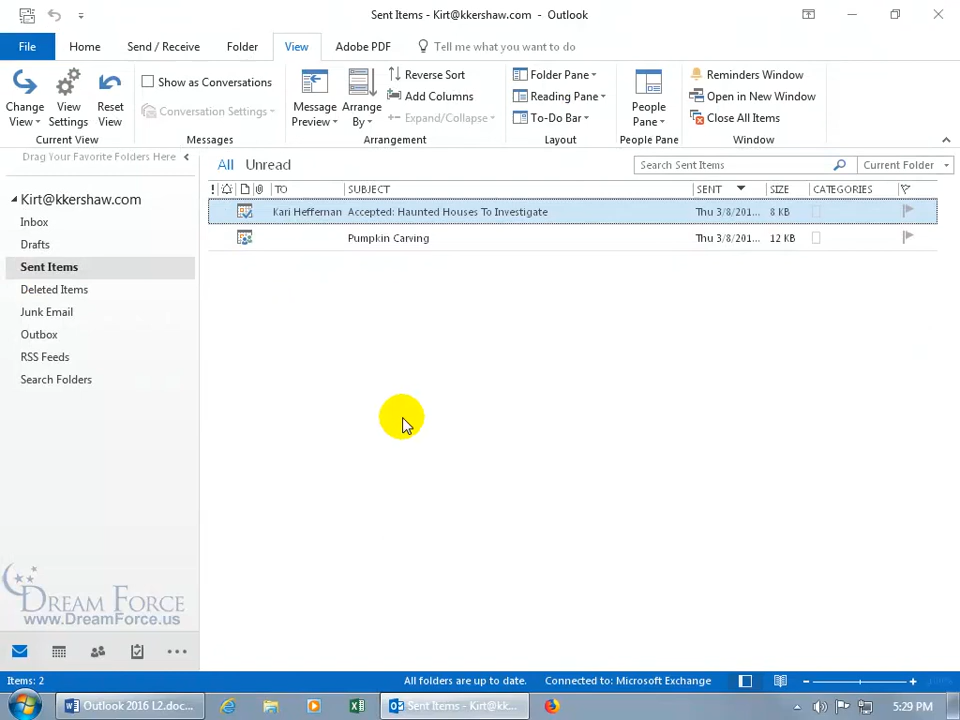 Sent Items - Kirt@kkershaw.com - Outlook
File Home Send / Receive Folder View Adobe PDF Tell me what you want to do
Change View View Settings Reset View
Current View
Show as Conversations
Conversation Settings
Messages
Message Preview Arrange By
Reverse Sort
Add Columns
Expand/Collapse
Arrangement
Folder Pane
Reading Pane
To-Do Bar
Layout
People Pane
People Pane
Reminders Window
Open in New Window
Close All Items
Window
Drag Your Favorite Folders Here
Kirt@kkershaw.com
Inbox
Drafts
Sent Items
Deleted Items
Junk Email
Outbox
RSS Feeds
Search Folders
All Unread
Search Sent Items Current Folder
! TO SUBJECT SENT SIZE CATEGORIES
Kari Heffernan Accepted: Haunted Houses To Investigate Thu 3/8/201... 8 KB
Pumpkin Carving Thu 3/8/201... 12 KB
DREAM FORCE
www.DreamForce.us
Items: 2 All folders are up to date. Connected to: Microsoft Exchange
Outlook 2016 L2.doc... Sent Items - Kirt@kk... 5:29 PM